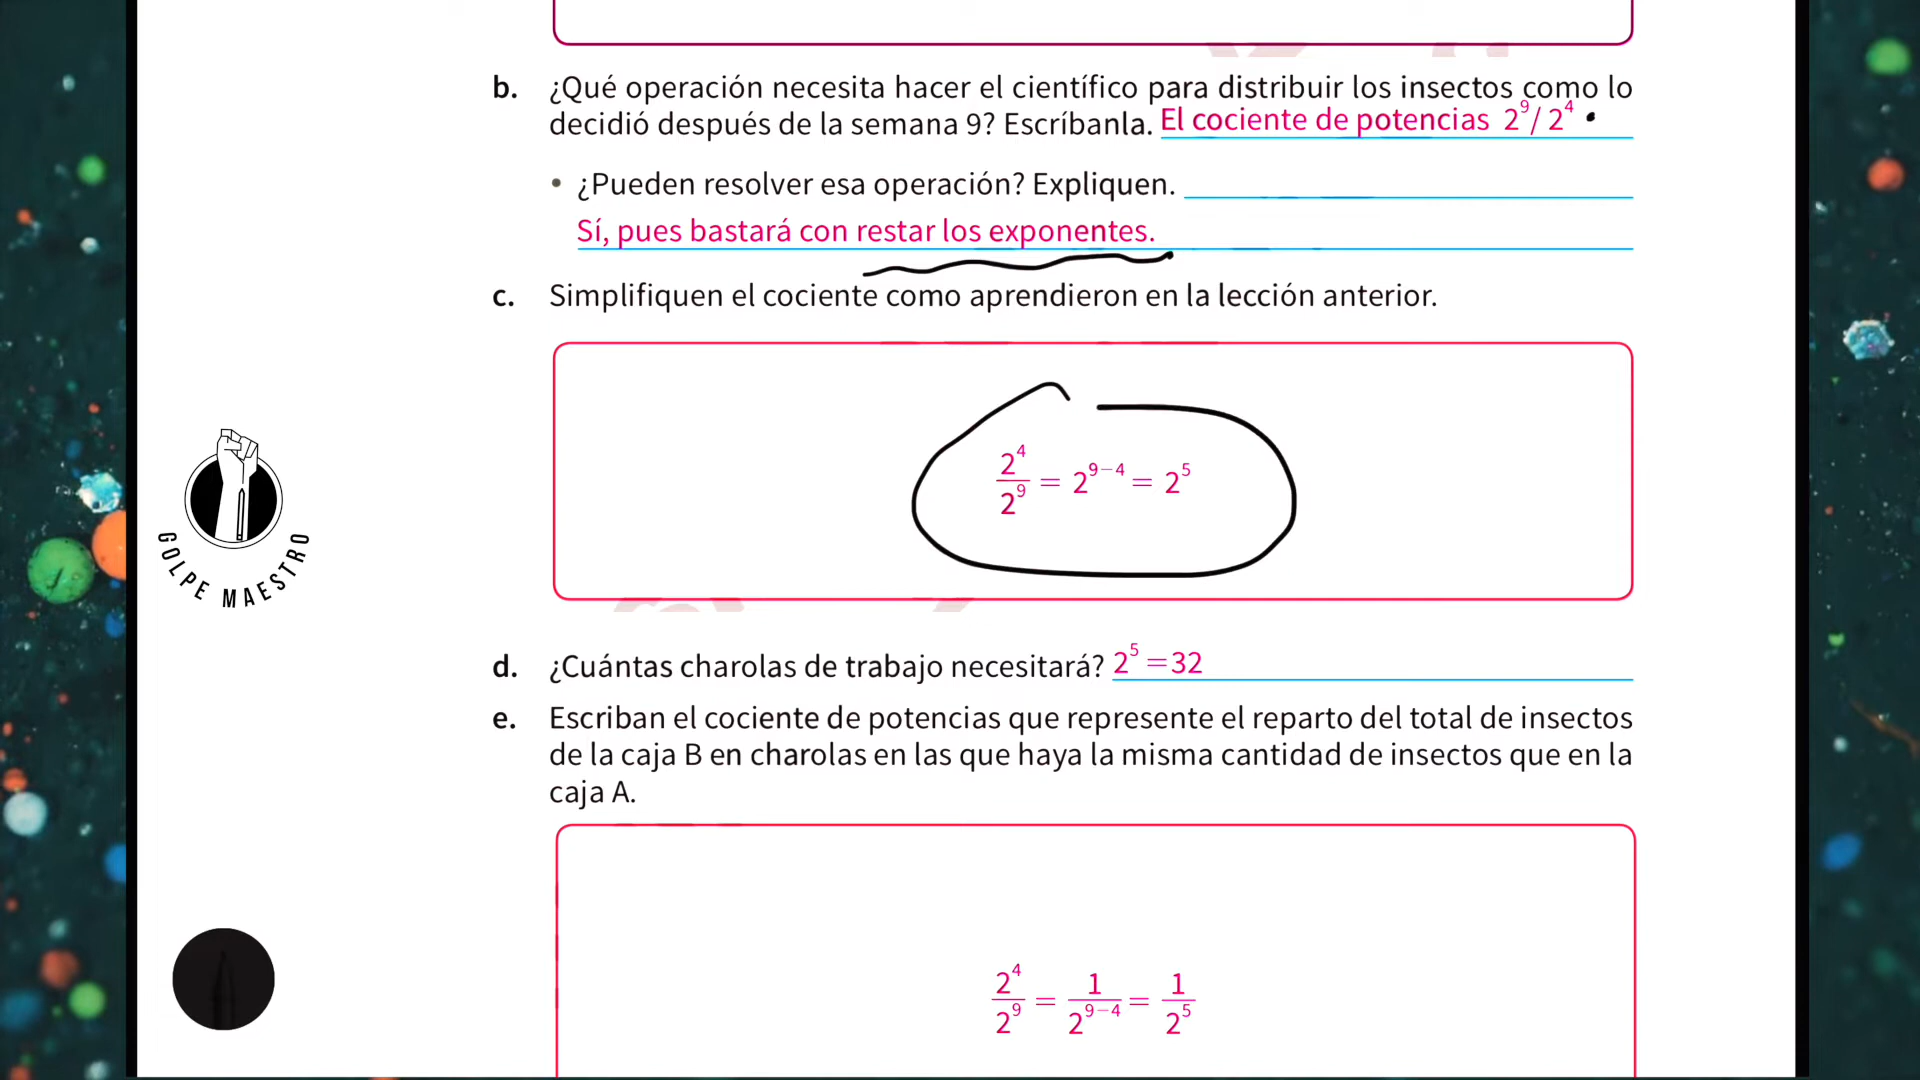 b. ¿Qué operación necesita hacer el científico para distribuir los insectos como lo
decidió después de la semana 9? Escríbanla. El cociente de potencias 2⁹/ 2⁴
• ¿Pueden resolver esa operación? Expliquen.
Sí, pues bastará con restar los exponentes.
c. Simplifiquen el cociente como aprendieron en la lección anterior.
2⁴/2⁹ = 2⁹⁻⁴ = 2⁵
GOLPE MAESTRO
d. ¿Cuántas charolas de trabajo necesitará? 2⁵ = 32
e. Escriban el cociente de potencias que represente el reparto del total de insectos
de la caja B en charolas en las que haya la misma cantidad de insectos que en la
caja A.
2⁴/2⁹ = 1/2⁹⁻⁴ = 1/2⁵